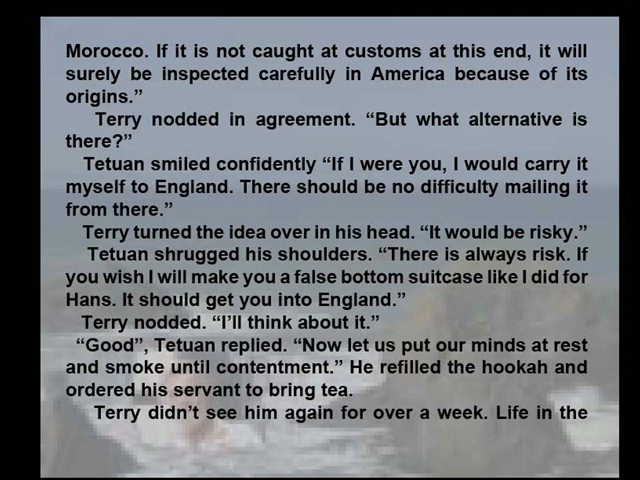 Morocco. If it is not caught at customs at this end, it will
surely be inspected carefully in America because of its
origins.”
Terry nodded in agreement. “But what alternative is
there?”
Tetuan smiled confidently “If I were you, I would carry it
myself to England. There should be no difficulty mailing it
from there.”
Terry turned the idea over in his head. “It would be risky.”
Tetuan shrugged his shoulders. “There is always risk. If
you wish I will make you a false bottom suitcase like I did for
Hans. It should get you into England.”
Terry nodded. “I’ll think about it.”
“Good”, Tetuan replied. “Now let us put our minds at rest
and smoke until contentment.” He refilled the hookah and
ordered his servant to bring tea.
Terry didn’t see him again for over a week. Life in the